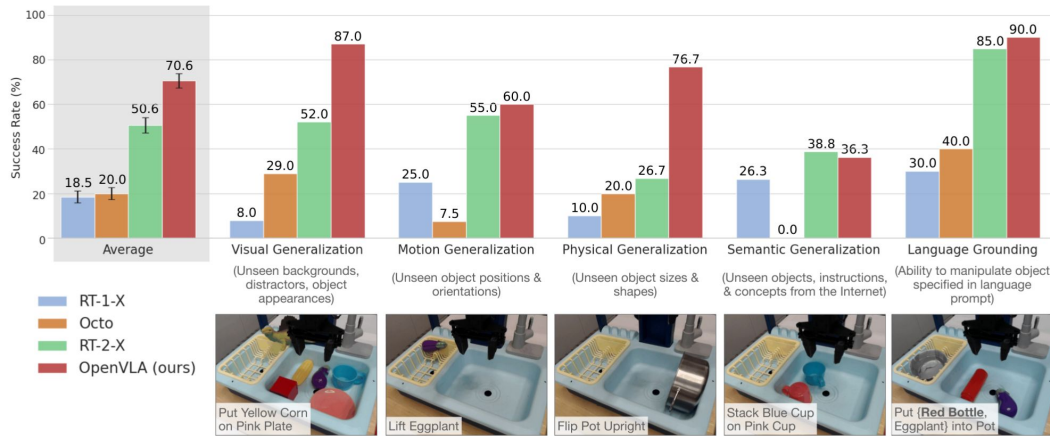 100
80
60
40
20
0
Success Rate (%)
18.5
20.0
50.6
70.6
8.0
29.0
52.0
87.0
25.0
7.5
55.0
60.0
10.0
20.0
26.7
76.7
26.3
0.0
38.8
36.3
30.0
40.0
85.0
90.0
Average
Visual Generalization
(Unseen backgrounds,
distractors, object
appearances)
Motion Generalization
(Unseen object positions &
orientations)
Physical Generalization
(Unseen object sizes &
shapes)
Semantic Generalization
(Unseen objects, instructions,
& concepts from the Internet)
Language Grounding
(Ability to manipulate object
specified in language
prompt)
RT-1-X
Octo
RT-2-X
OpenVLA (ours)
Put Yellow Corn
on Pink Plate
Lift Eggplant
Flip Pot Upright
Stack Blue Cup
on Pink Cup
Put {Red Bottle,
Eggplant} into Pot